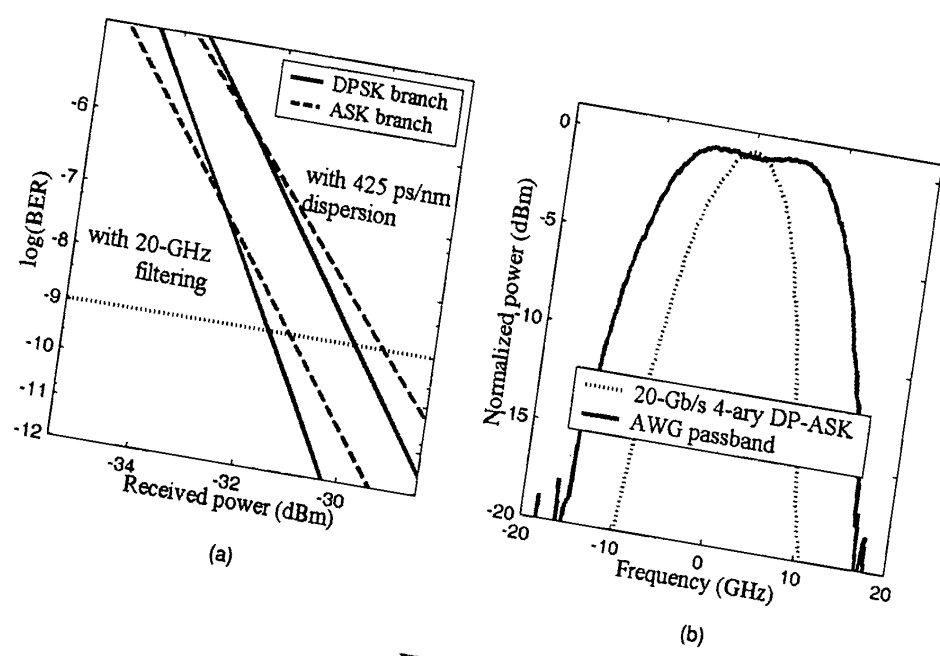 DPSK branch
ASK branch
with 425 ps/nm
dispersion
with 20-GHz
filtering
log(BER)
-6
-7
-8
-9
-10
-11
-12
-34
-32
-30
Received power (dBm)
(a)
Normalized power (dBm)
0
-5
-10
-15
-20
20-Gb/s 4-ary DP-ASK
AWG passband
-20
-10
0
10
20
Frequency (GHz)
(b)